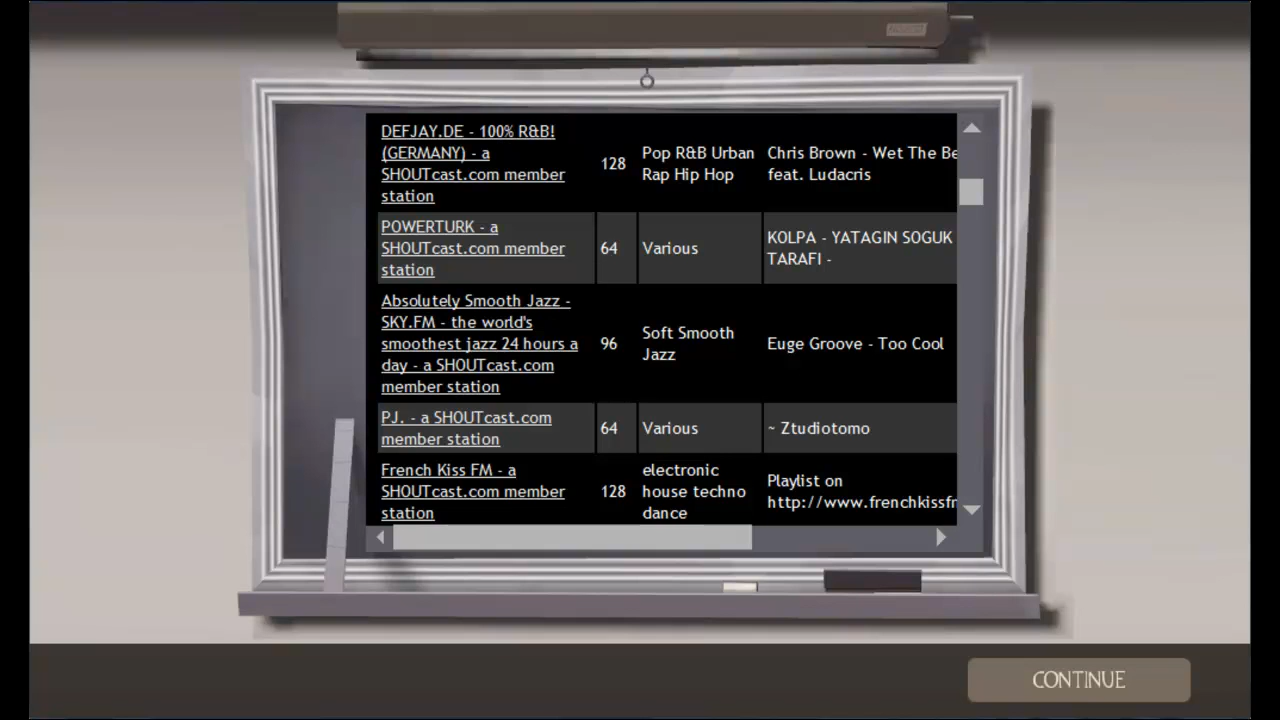 DEFJAY.DE - 100% R&B!
(GERMANY) - a
SHOUTcast.com member
station
128
Pop R&B Urban
Rap Hip Hop
Chris Brown - Wet The Be
feat. Ludacris
POWERTURK - a
SHOUTcast.com member
station
64
Various
KOLPA - YATAGIN SOGUK
TARAFI -
Absolutely Smooth Jazz -
SKY.FM - the world's
smoothest jazz 24 hours a
day - a SHOUTcast.com
member station
96
Soft Smooth
Jazz
Euge Groove - Too Cool
PJ. - a SHOUTcast.com
member station
64
Various
~ Ztudiotomo
French Kiss FM - a
SHOUTcast.com member
station
128
electronic
house techno
dance
Playlist on
http://www.frenchkissfr
CONTINUE